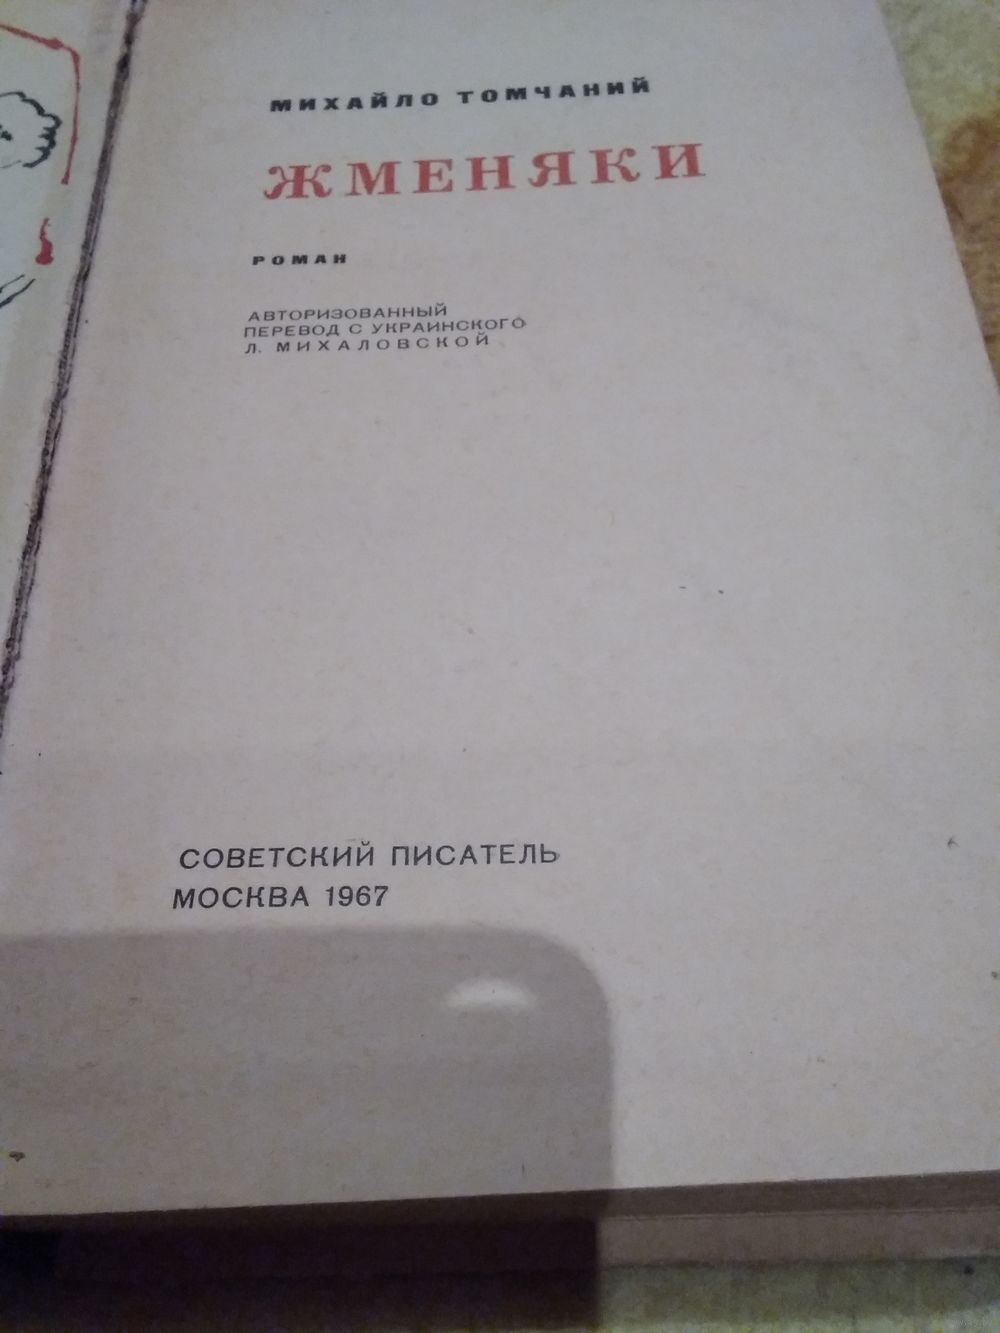 МИХАЙЛО ТОМЧАНИЙ
ЖМЕНЯКИ
РОМАН
АВТОРИЗОВАННЫЙ
ПЕРЕВОД С УКРАИНСКОГО
Л. МИХАЛОВСКОЙ
СОВЕТСКИЙ ПИСАТЕЛЬ
МОСКВА 1967